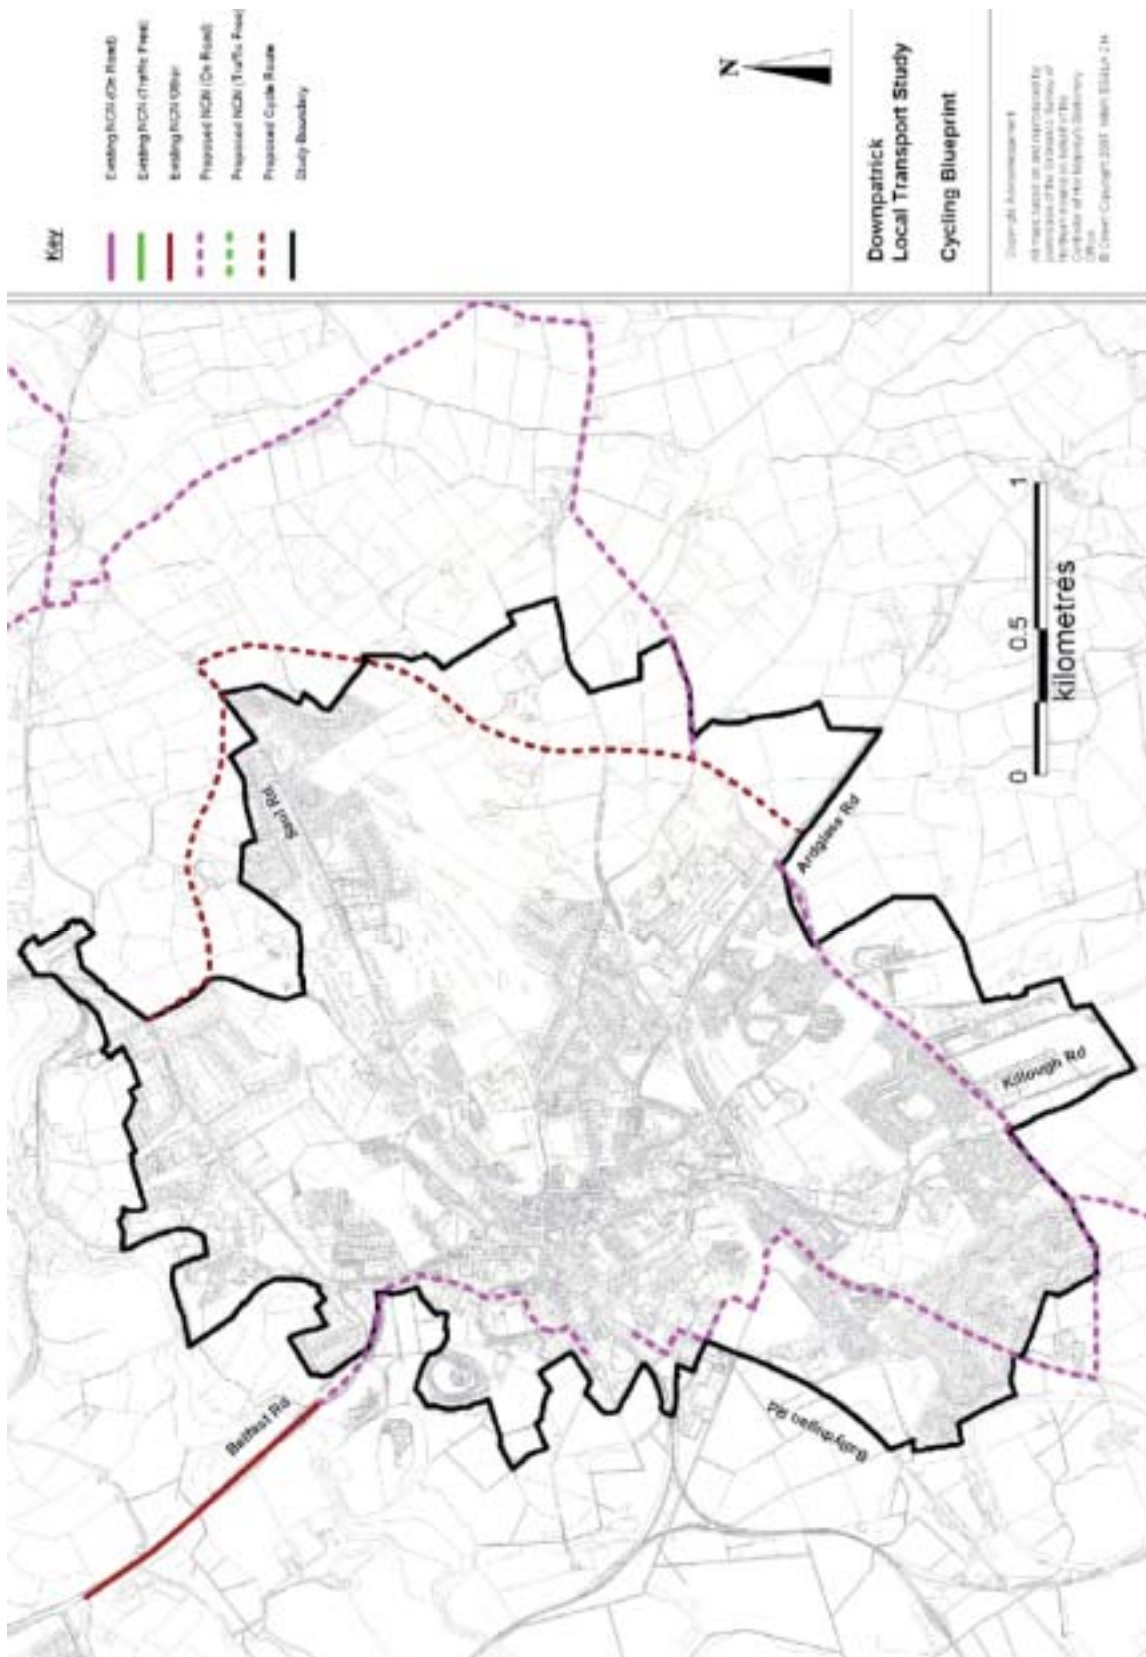 Key
Existing NCN (On Road)
Existing NCN (Traffic Free)
Existing NCN Other
Proposed NCN (On Road)
Proposed NCN (Traffic Free)
Proposed Cycle Route
Study Boundary
N
Downpatrick
Local Transport Study
Cycling Blueprint
Copyright Acknowledgement
Belfast Rd
Saul Rd
Ardglass Rd
Killough Rd
Ballydugan Rd
0 0.5 1
kilometres